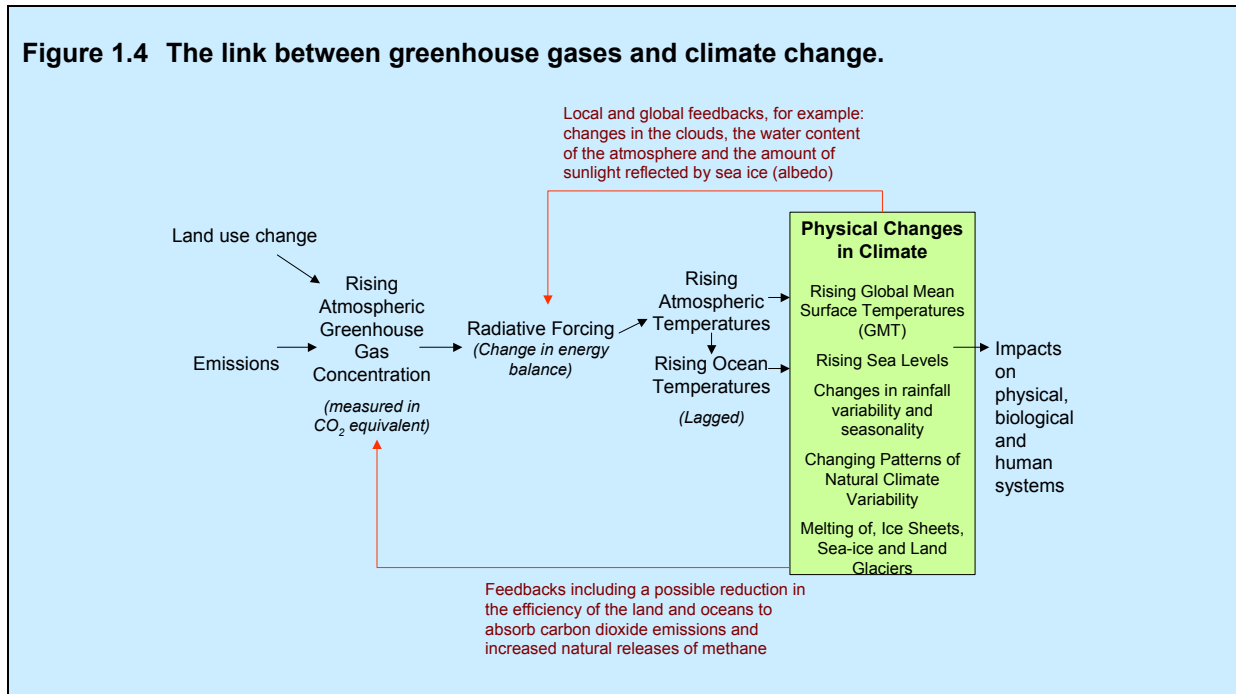 Figure 1.4 The link between greenhouse gases and climate change.
Local and global feedbacks, for example:
changes in the clouds, the water content
of the atmosphere and the amount of
sunlight reflected by sea ice (albedo)
Land use change
Emissions
Rising
Atmospheric
Greenhouse
Gas
Concentration
(measured in
CO2 equivalent)
Radiative Forcing
(Change in energy
balance)
Rising
Atmospheric
Temperatures
Rising Ocean
Temperatures
(Lagged)
Physical Changes
in Climate
Rising Global Mean
Surface Temperatures
(GMT)
Rising Sea Levels
Changes in rainfall
variability and
seasonality
Changing Patterns of
Natural Climate
Variability
Melting of, Ice Sheets,
Sea-ice and Land
Glaciers
Impacts
on
physical,
biological
and
human
systems
Feedbacks including a possible reduction in
the efficiency of the land and oceans to
absorb carbon dioxide emissions and
increased natural releases of methane